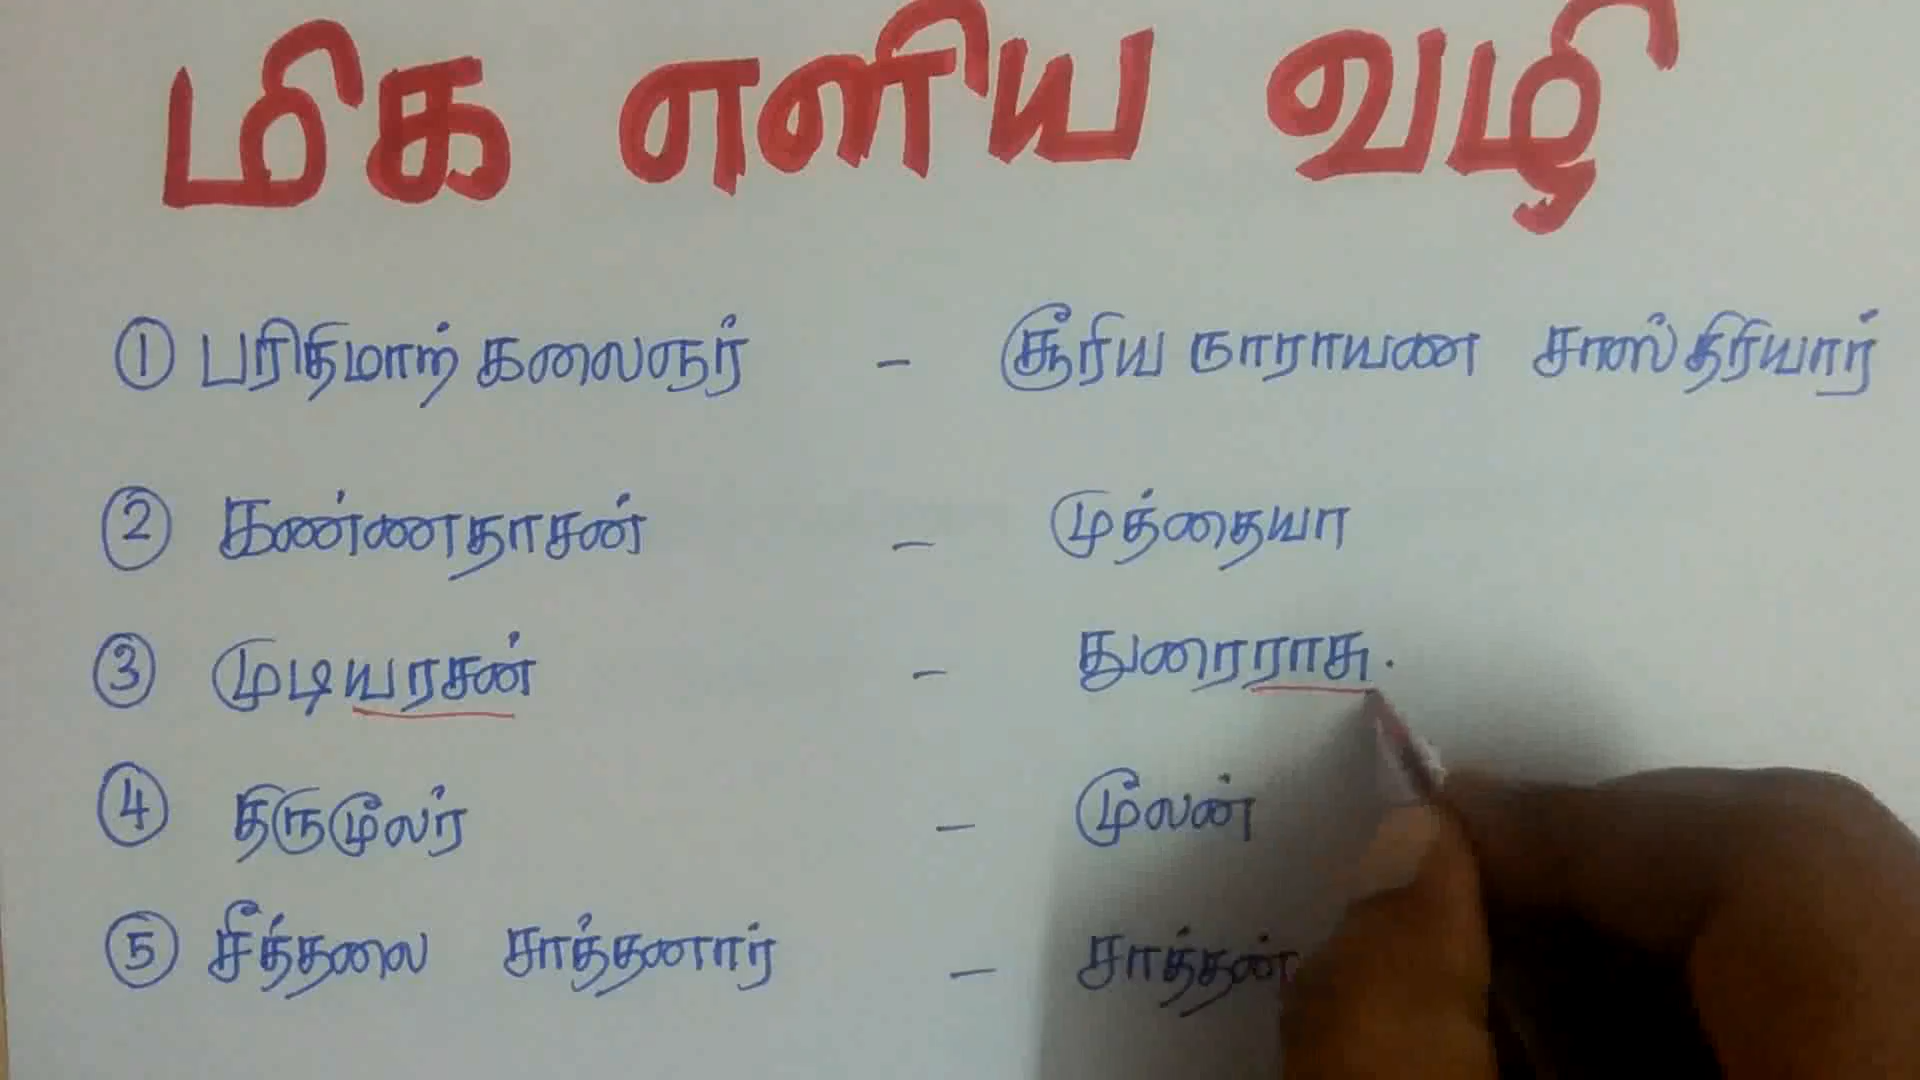 மிக எளிய வழி
① பரிதிமாற் கலைஞர் - சூரிய நாராயண சாஸ்திரியார்
② கண்ணதாசன் - முத்தையா
③ முடியரசன் - துரைராசு.
④ திருமூலர் - மூலன்
⑤ சீத்தலை சாத்தனார் - சாத்தன்